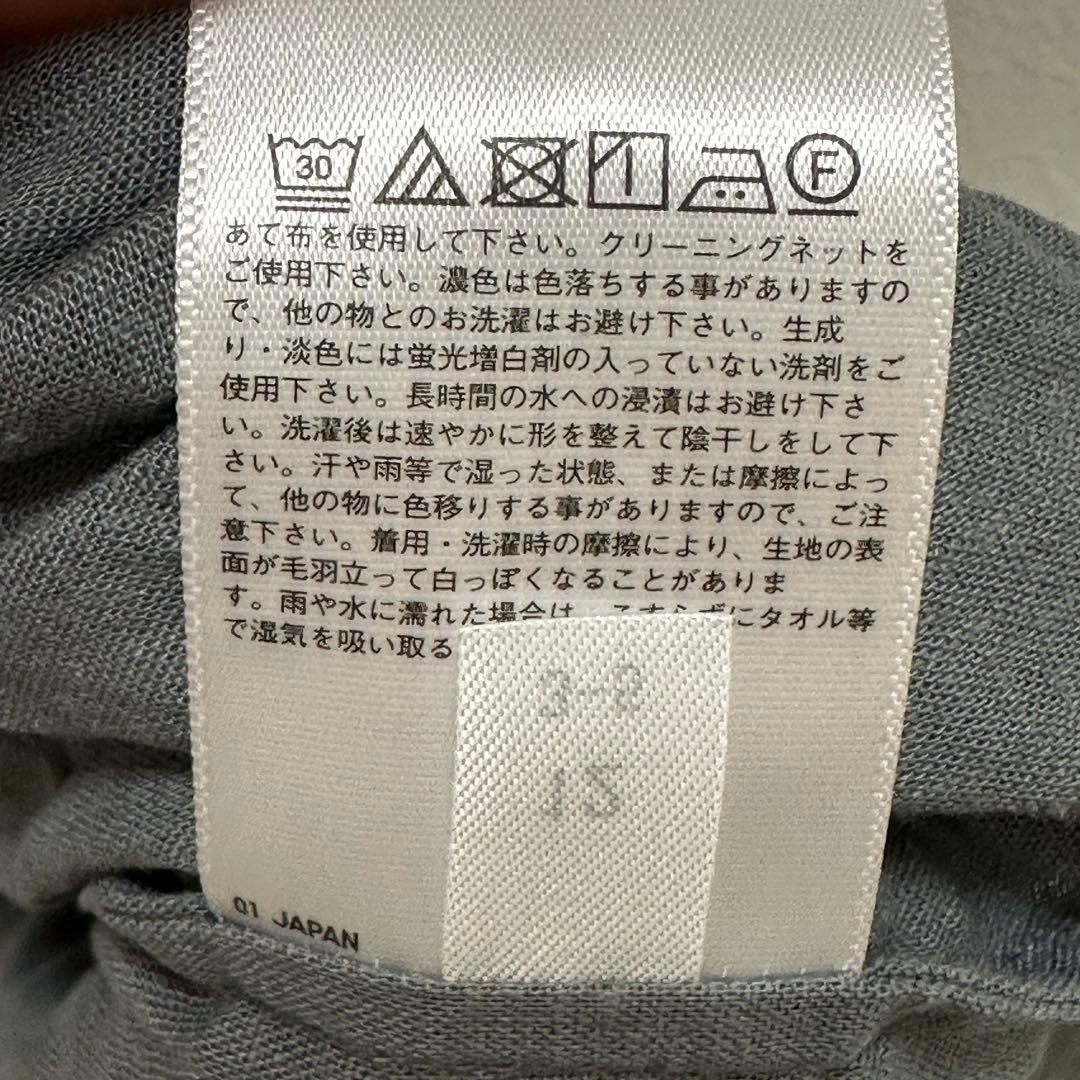 30 F
あて布を使用して下さい。クリーニングネットを
ご使用下さい。濃色は色落ちする事がありますの
で、他の物とのお洗濯はお避け下さい。生成
り・淡色には蛍光増白剤の入っていない洗剤をご
使用下さい。長時間の水への浸漬はお避け下さ
い。洗濯後は速やかに形を整えて陰干しをして下
さい。汗や雨等で湿った状態、または摩擦によっ
て、他の物に色移りする事がありますので、ご注
意下さい。着用・洗濯時の摩擦により、生地の表
面が毛羽立って白っぽくなることがありま
す。雨や水に濡れた場合は、こすらずにタオル等
で湿気を吸い取る
3-9
01 JAPAN